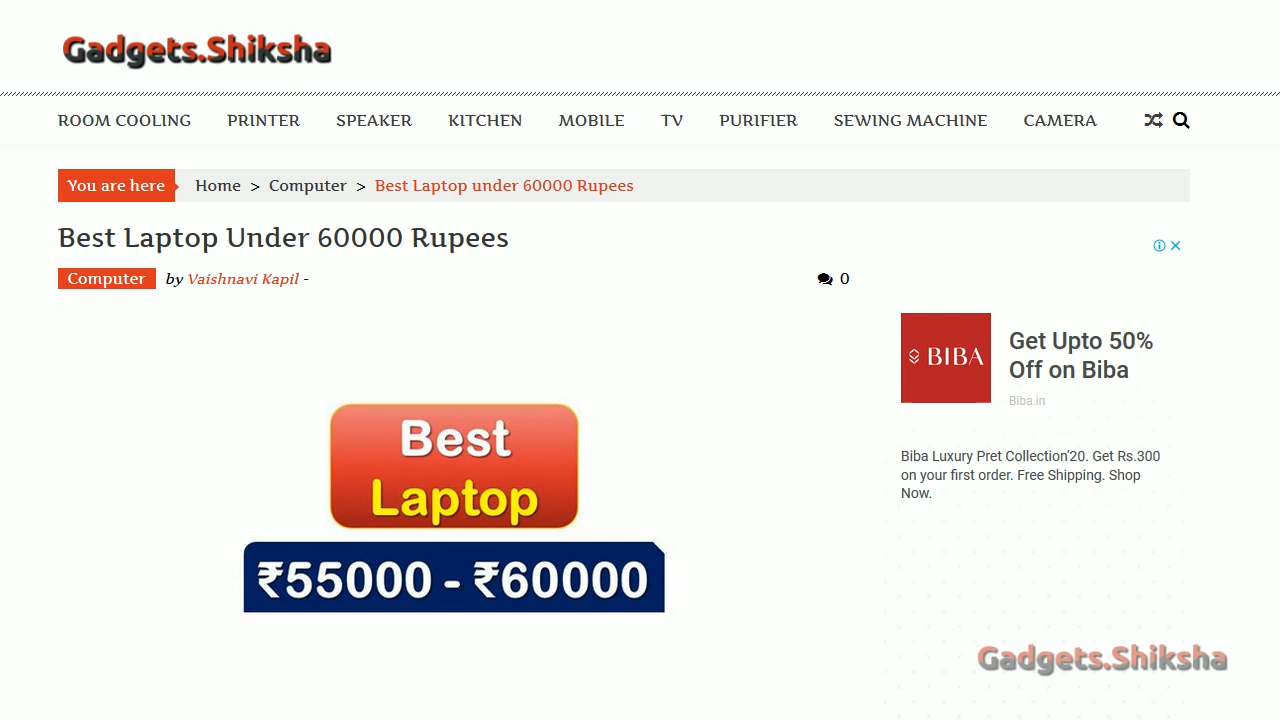 Gadgets.Shiksha
ROOM COOLING PRINTER SPEAKER KITCHEN MOBILE TV PURIFIER SEWING MACHINE CAMERA
You are here Home > Computer > Best Laptop under 60000 Rupees
Best Laptop Under 60000 Rupees
Computer by Vaishnavi Kapil - 0
Best
Laptop
₹55000 - ₹60000
BIBA
Get Upto 50%
Off on Biba
Biba.in
Biba Luxury Pret Collection'20. Get Rs.300
on your first order. Free Shipping. Shop
Now.
Gadgets.Shiksha